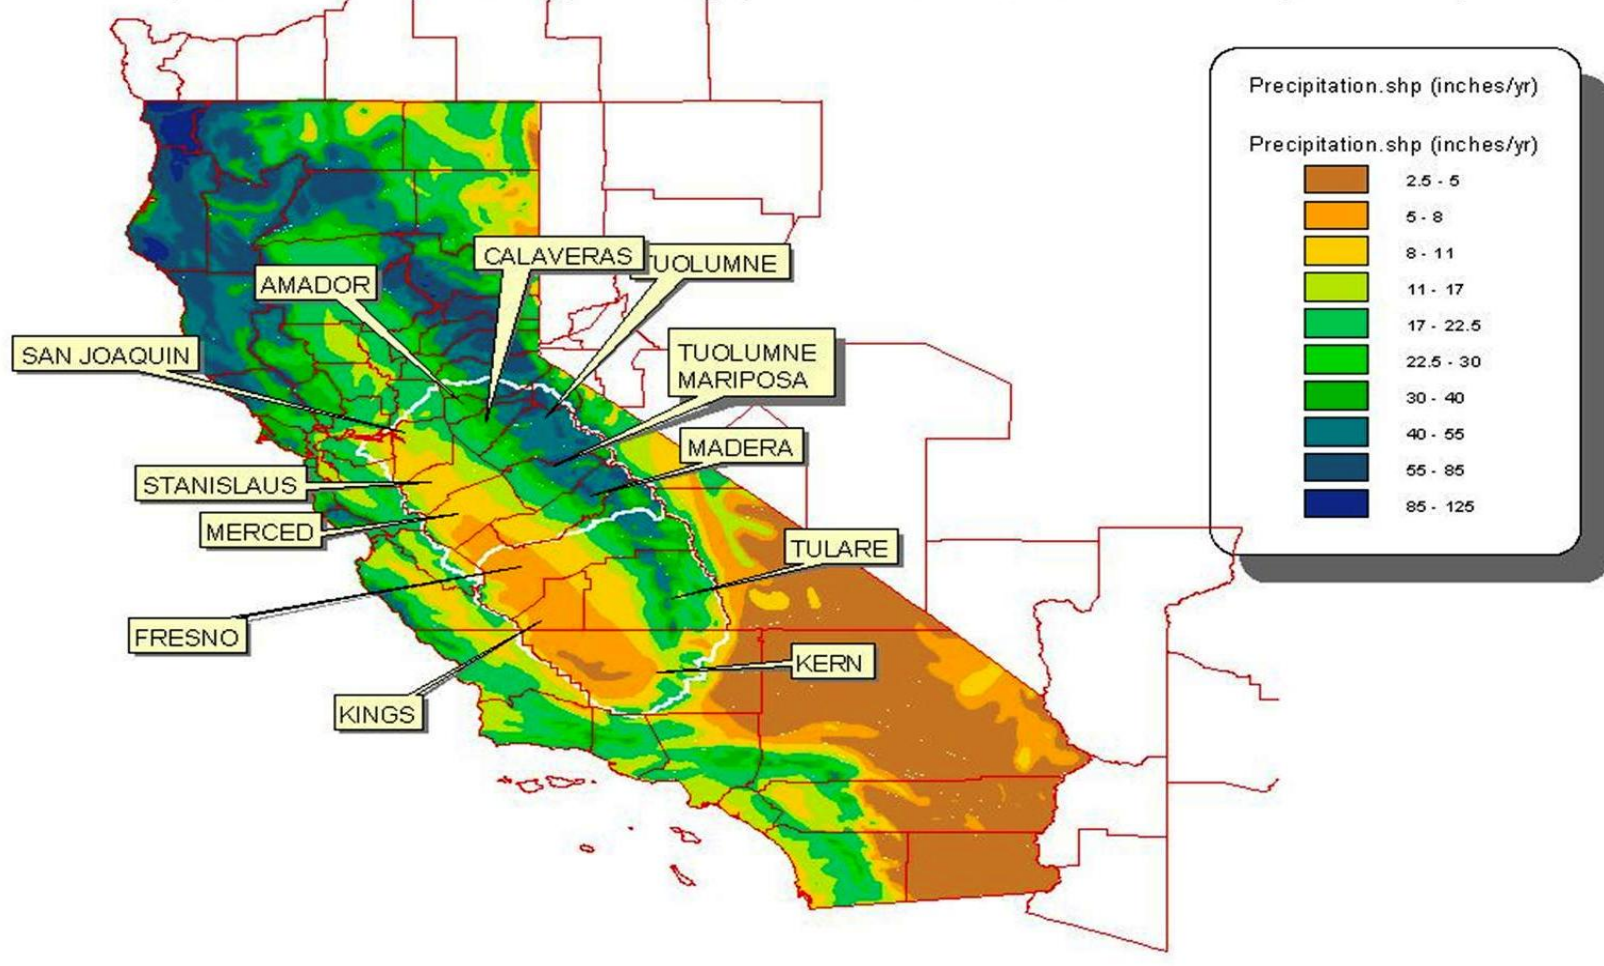 Precipitation.shp (inches/yr)
Precipitation.shp (inches/yr)
2.5 - 5
5 - 8
8 - 11
11 - 17
17 - 22.5
22.5 - 30
30 - 40
40 - 55
55 - 85
85 - 125
CALAVERAS
TUOLUMNE
AMADOR
SAN JOAQUIN
TUOLUMNE
MARIPOSA
MADERA
STANISLAUS
MERCED
TULARE
FRESNO
KERN
KINGS